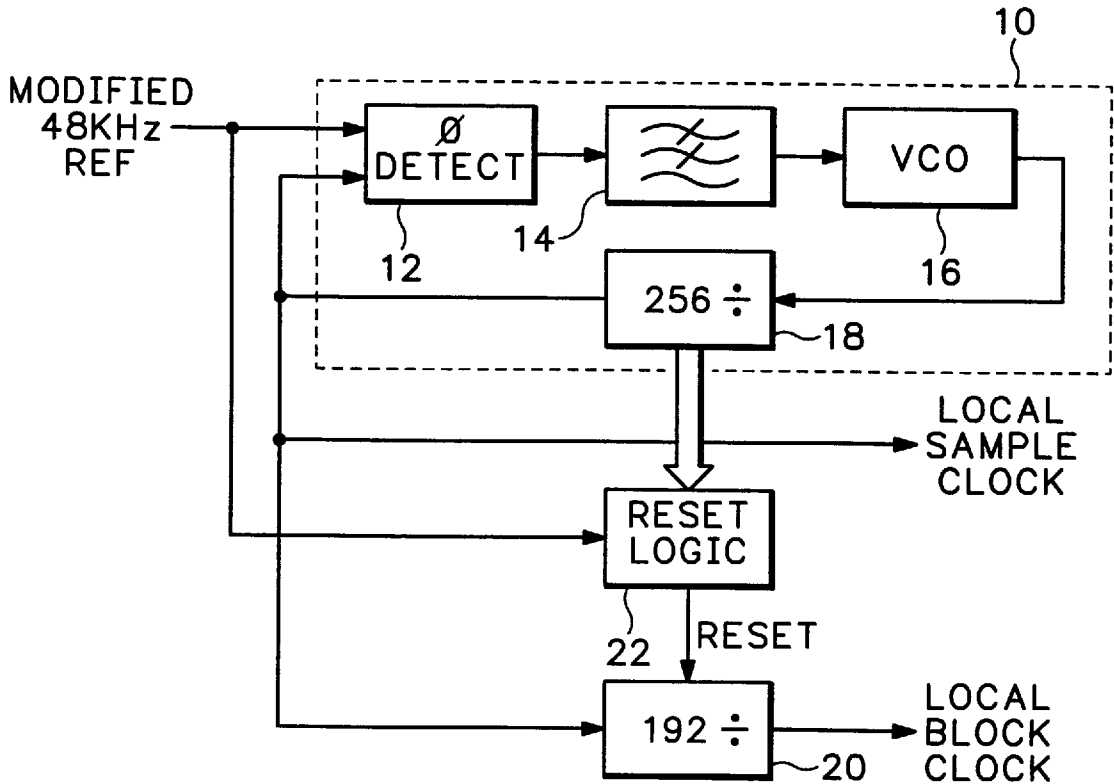 10
MODIFIED
48KHz
REF
Ø
DETECT
12
14
VCO
16
256 ÷
18
LOCAL
SAMPLE
CLOCK
RESET
LOGIC
22
RESET
192 ÷
20
LOCAL
BLOCK
CLOCK